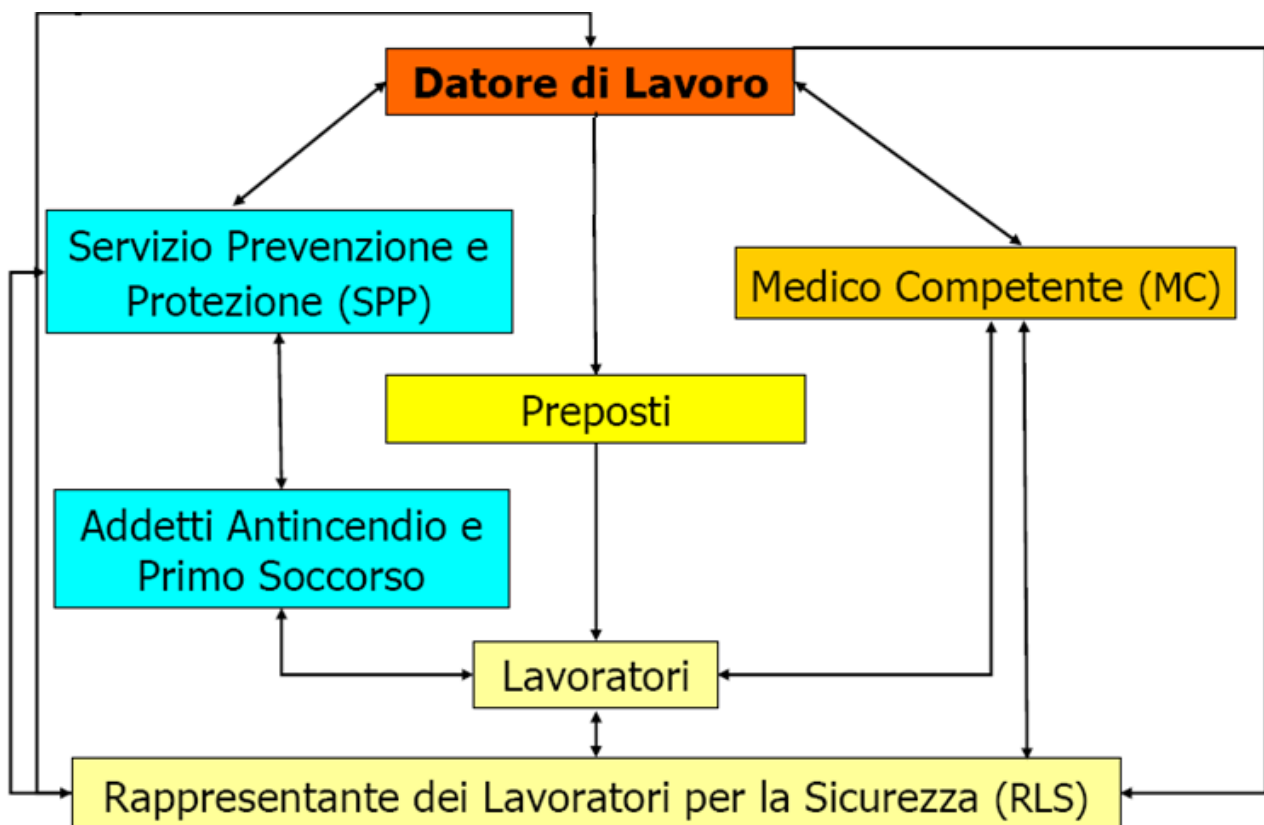 Datore di Lavoro
Servizio Prevenzione e
Protezione (SPP)
Medico Competente (MC)
Preposti
Addetti Antincendio e
Primo Soccorso
Lavoratori
Rappresentante dei Lavoratori per la Sicurezza (RLS)